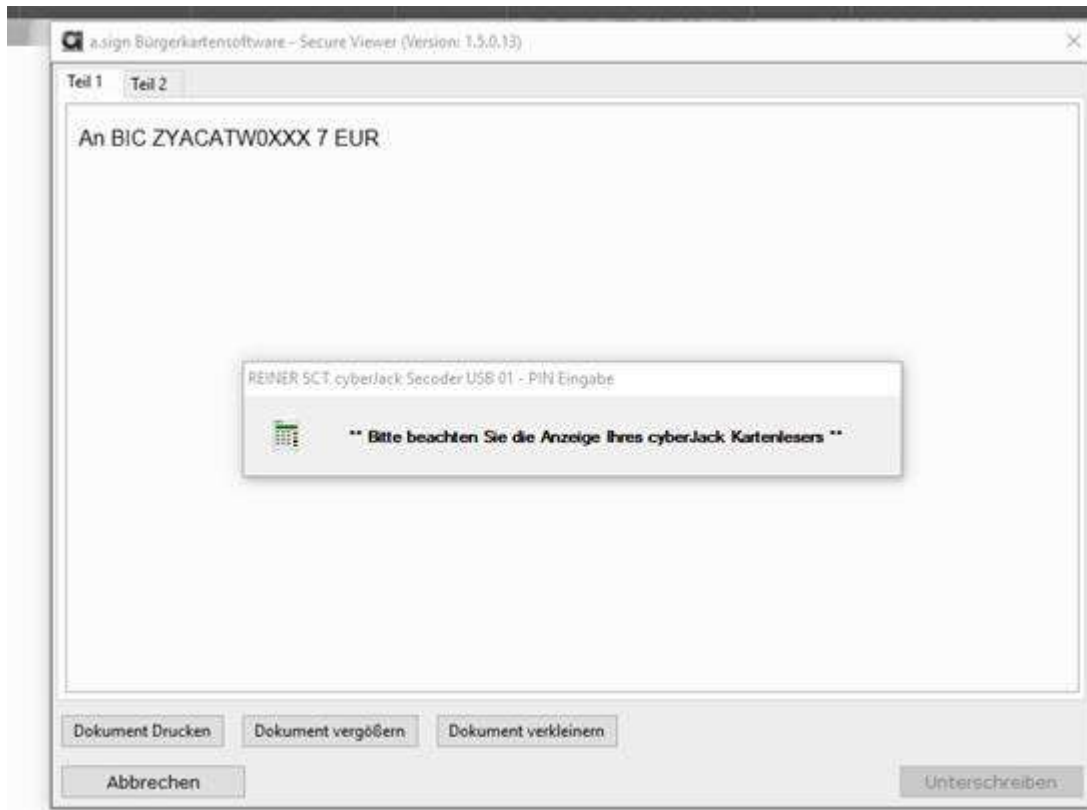 a.sign Bürgerkartensoftware - Secure Viewer (Version: 1.5.0.13)
Teil 1 Teil 2
An BIC ZYACATW0XXX 7 EUR
REINER SCT cyberJack Secoder USB 01 - PIN Eingabe
** Bitte beachten Sie die Anzeige Ihres cyberJack Kartenlesers **
Dokument Drucken Dokument vergößern Dokument verkleinern
Abbrechen Unterschreiben